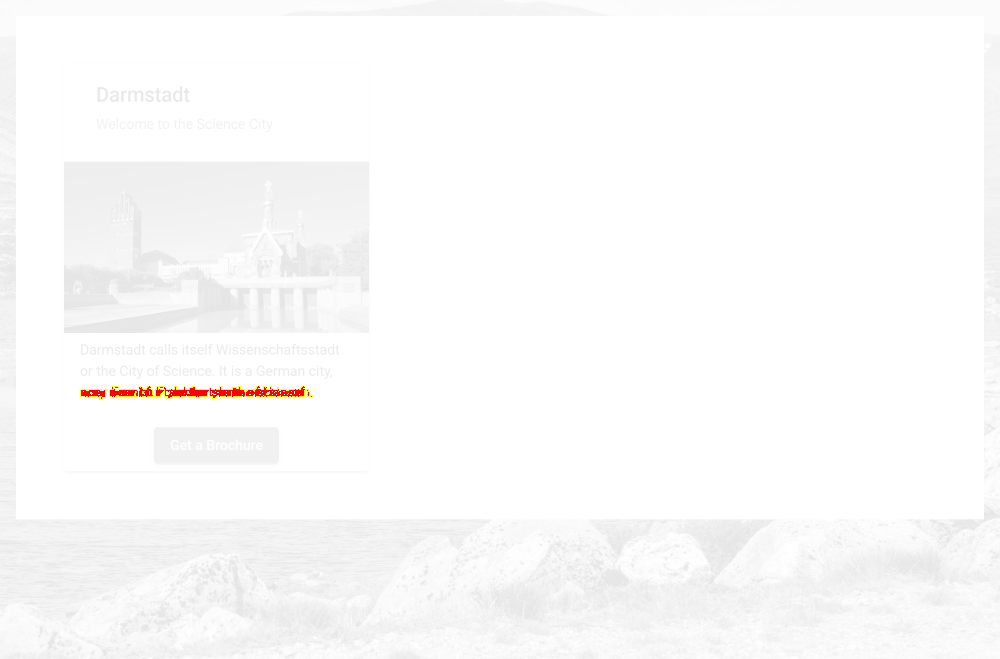 Darmstadt
Welcome to the Science City
Darmstadt calls itself Wissenschaftsstadt
or the City of Science. It is a German city,
Get a Brochure